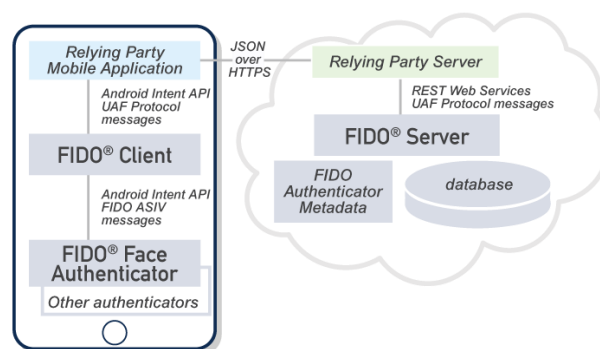 Relying Party
Mobile Application
JSON
over
HTTPS
Relying Party Server
Android Intent API
UAF Protocol
messages
REST Web Services
UAF Protocol messages
FIDO® Client
FIDO® Server
FIDO
Authenticator
Metadata
database
Android Intent API
FIDO ASIV
messages
FIDO® Face
Authenticator
Other authenticators